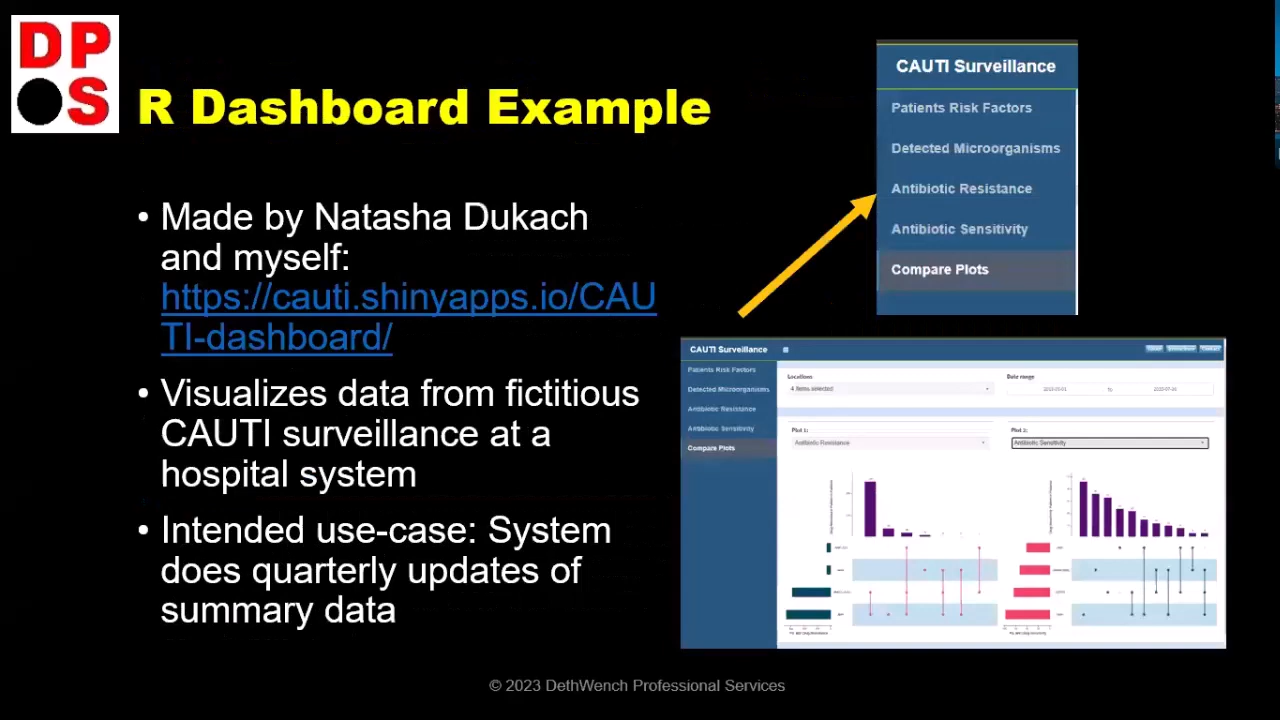 DP
S
R Dashboard Example
• Made by Natasha Dukach
and myself:
https://cauti.shinyapps.io/CAU
TI-dashboard/
• Visualizes data from fictitious
CAUTI surveillance at a
hospital system
• Intended use-case: System
does quarterly updates of
summary data
CAUTI Surveillance
Patients Risk Factors
Detected Microorganisms
Antibiotic Resistance
Antibiotic Sensitivity
Compare Plots
CAUTI Surveillance
Patients Risk Factors
Detected Microorganisms
Antibiotic Resistance
Antibiotic Sensitivity
Compare Plots
Locations
4 items selected
Date range
to
Plot 1:
Antibiotic Resistance
Plot 2:
Antibiotic Sensitivity
© 2023 DethWench Professional Services